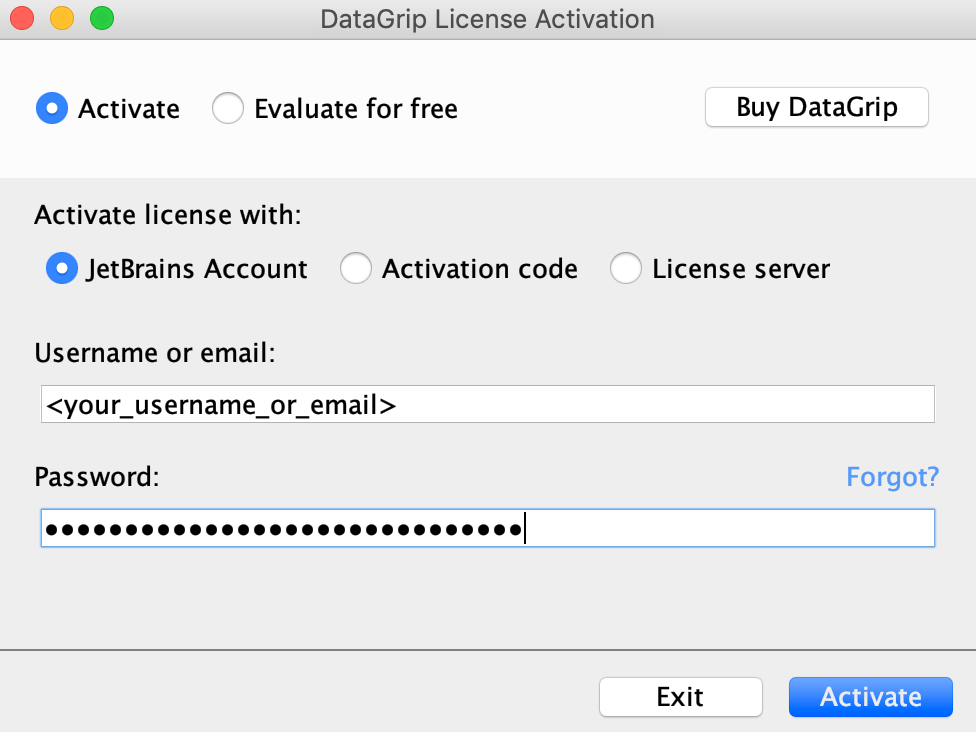 DataGrip License Activation
Activate Evaluate for free Buy DataGrip
Activate license with:
JetBrains Account Activation code License server
Username or email:
<your_username_or_email>
Password: Forgot?
••••••••••••••••••••••••••••••
Exit Activate